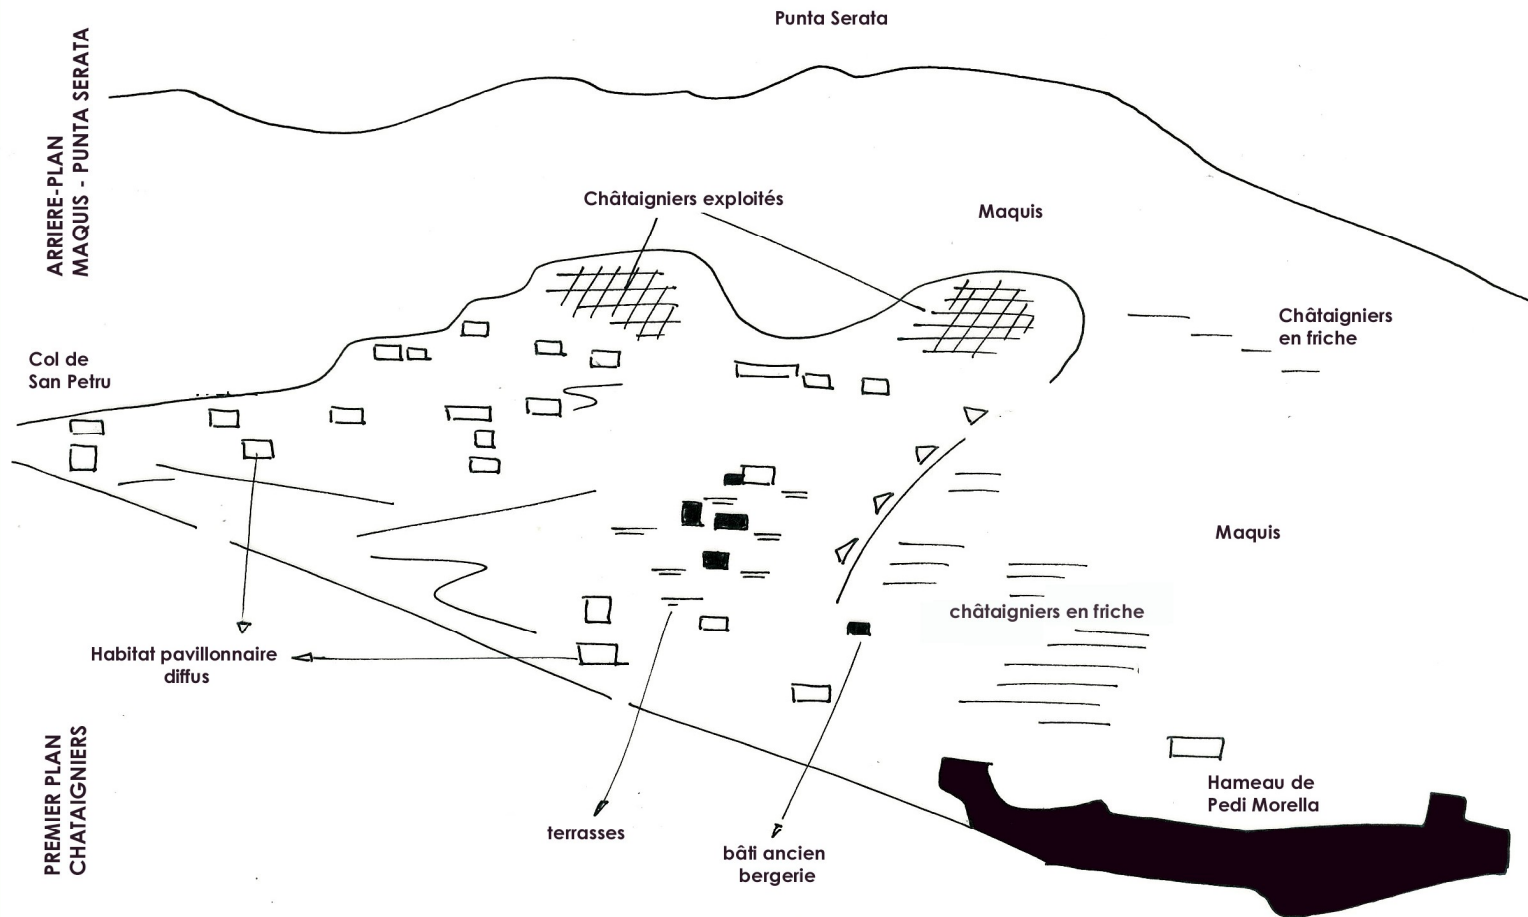 Punta Serata
ARRIERE-PLAN
MAQUIS - PUNTA SERATA
Châtaigniers exploités
Maquis
Châtaigniers
en friche
Col de
San Petru
Maquis
châtaigniers en friche
Habitat pavillonnaire
diffus
PREMIER PLAN
CHATAIGNIERS
Hameau de
Pedi Morella
terrasses
bâti ancien
bergerie